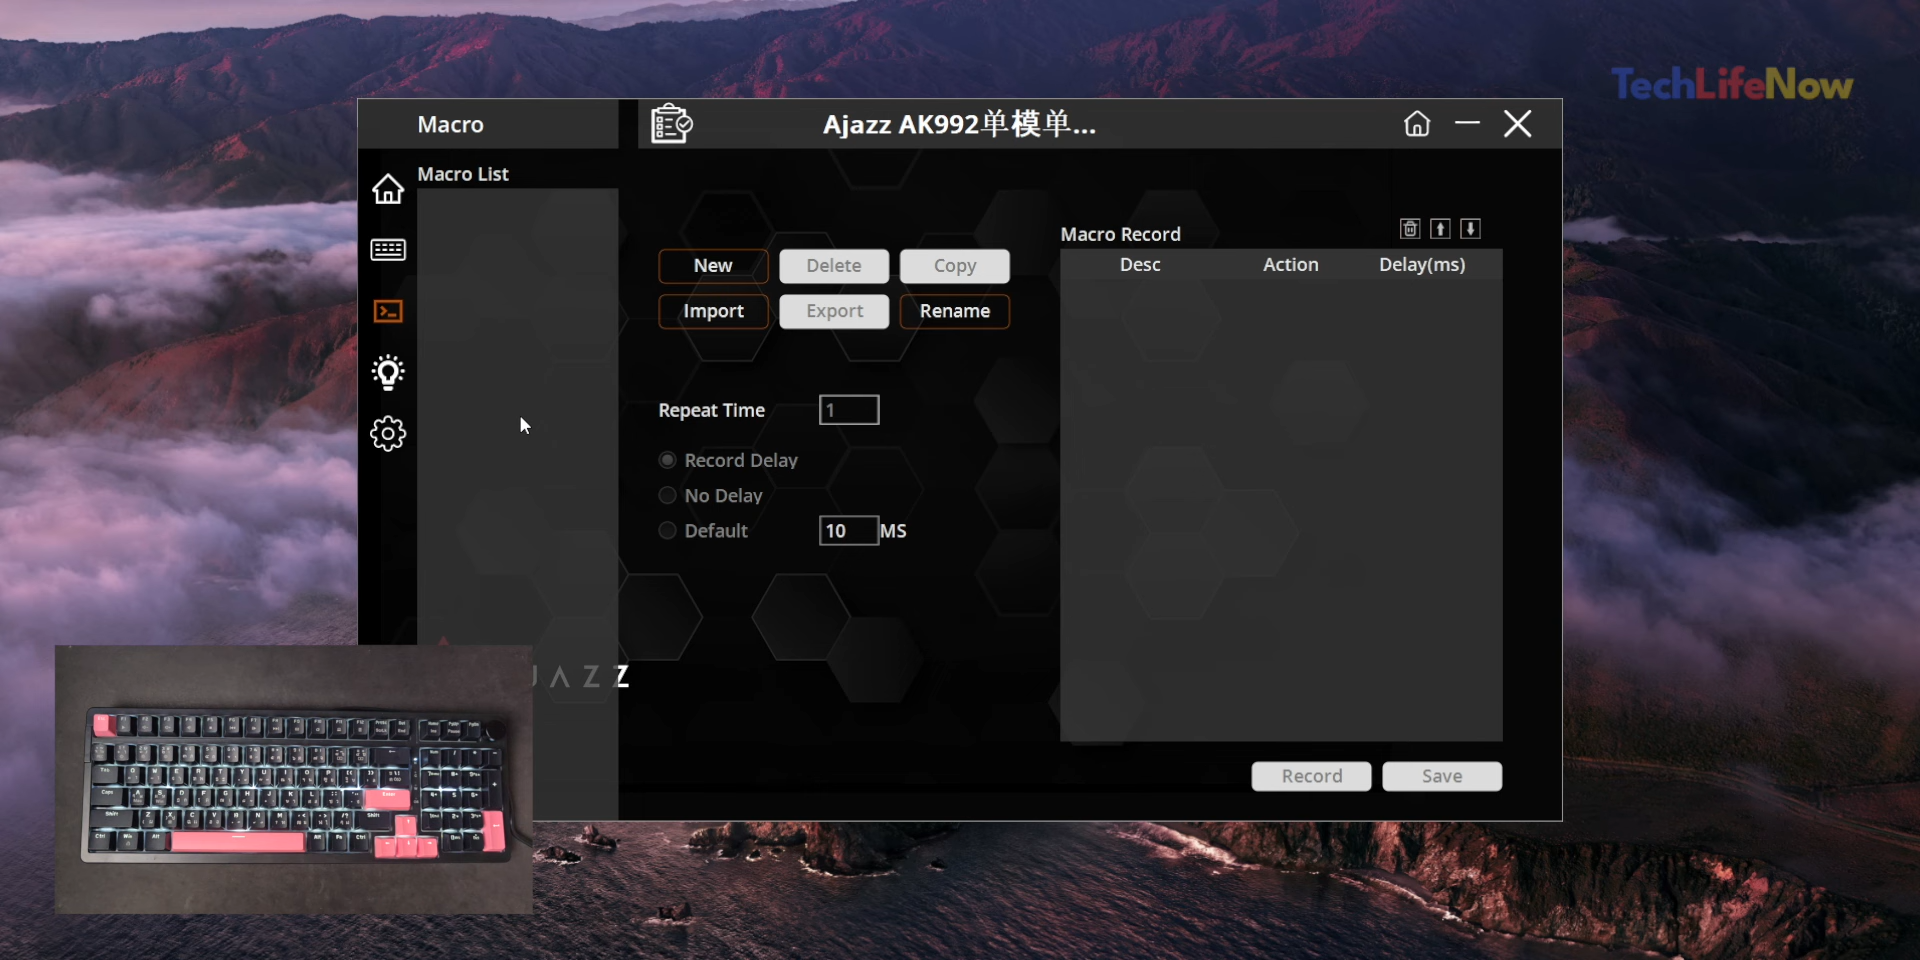 TechLifeNow
Macro
Ajazz AK992单模单...
Macro List
Macro Record
New
Delete
Copy
Desc
Action
Delay(ms)
Import
Export
Rename
Repeat Time
1
Record Delay
No Delay
Default
10
MS
JAZZ
Record
Save